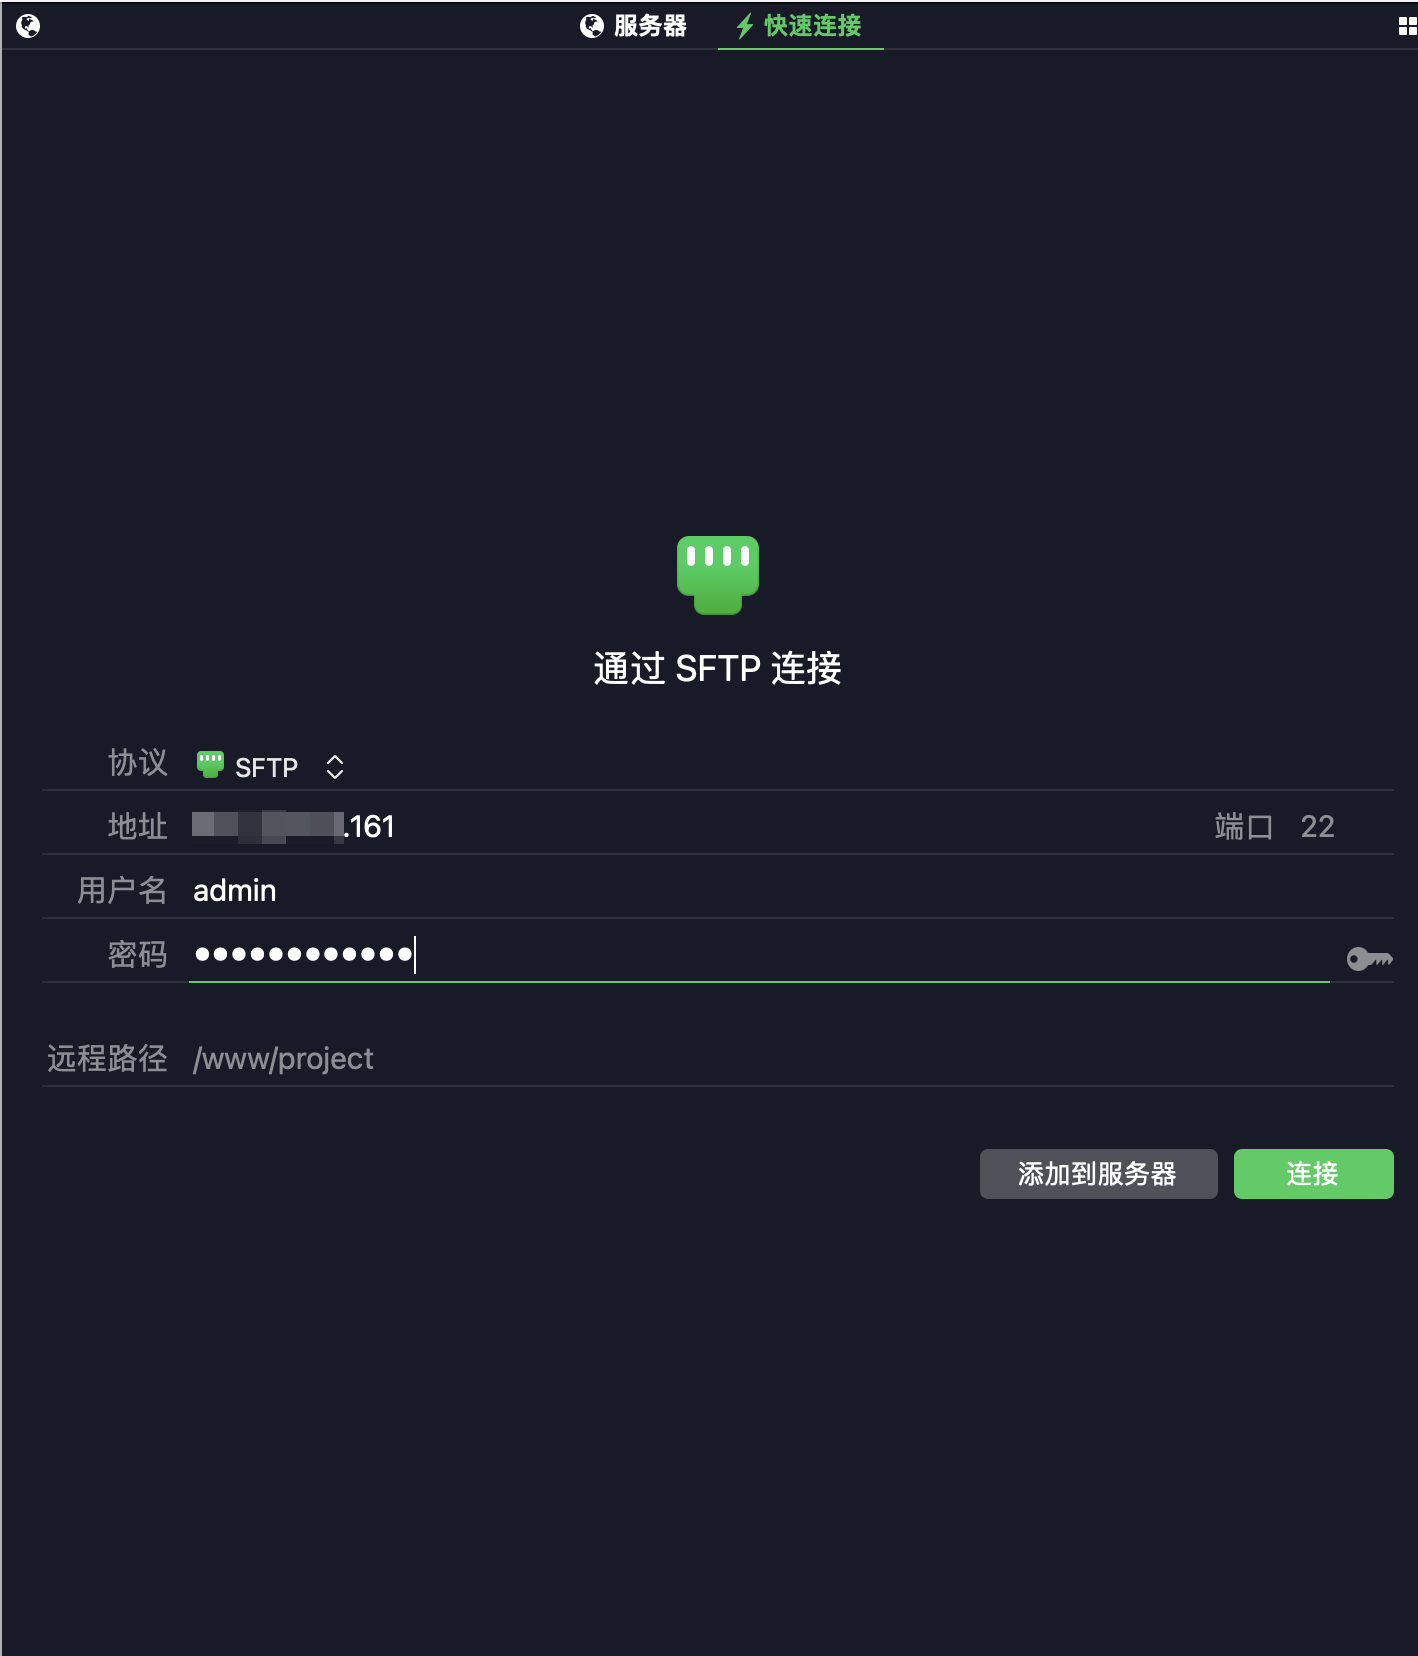 服务器 快速连接
通过 SFTP 连接
协议 SFTP
地址 .161 端口 22
用户名 admin
密码 ••••••••••••
远程路径 /www/project
添加到服务器 连接